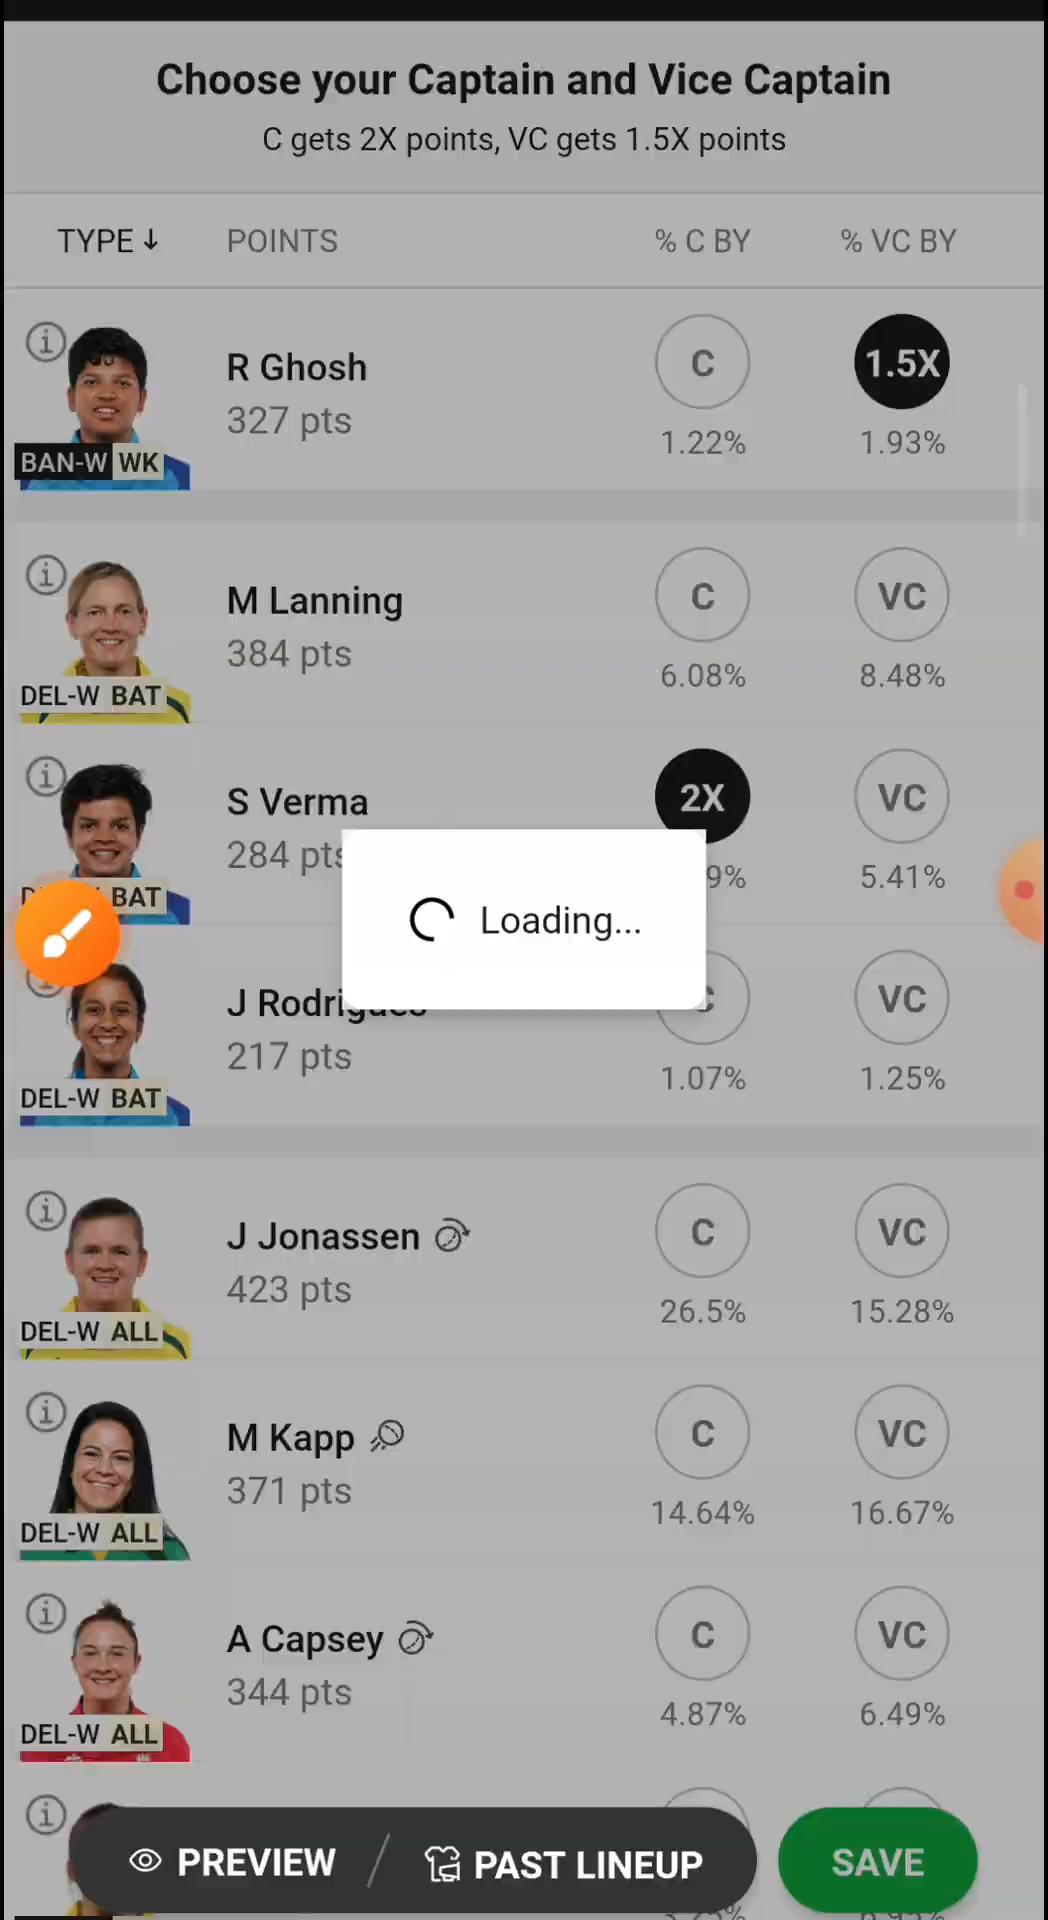 Choose your Captain and Vice Captain
C gets 2X points, VC gets 1.5X points
TYPE POINTS % C BY % VC BY
R Ghosh C 1.5X
327 pts 1.22% 1.93%
BAN-W WK
M Lanning C VC
384 pts 6.08% 8.48%
DEL-W BAT
S Verma 2X VC
284 pts 9% 5.41%
BAT
Loading...
J Rodrigues VC
217 pts 1.07% 1.25%
DEL-W BAT
J Jonassen C VC
423 pts 26.5% 15.28%
DEL-W ALL
M Kapp C VC
371 pts 14.64% 16.67%
DEL-W ALL
A Capsey C VC
344 pts 4.87% 6.49%
DEL-W ALL
PREVIEW PAST LINEUP SAVE